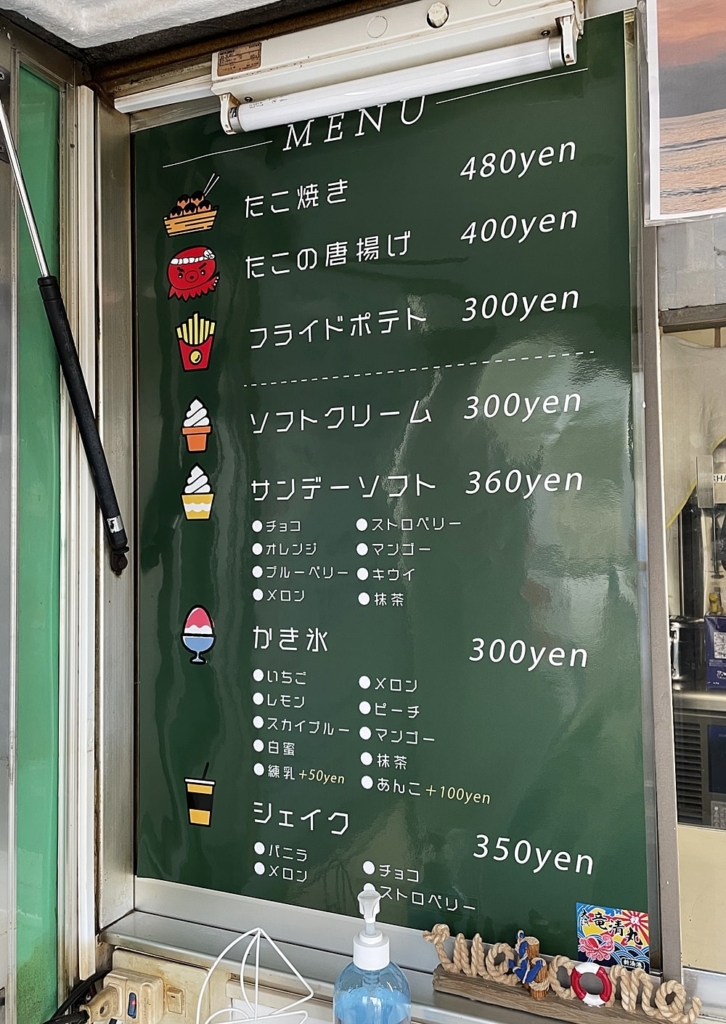 MENU
たこ焼き 480yen
たこの唐揚げ 400yen
フライドポテト 300yen
ソフトクリーム 300yen
サンデーソフト 360yen
●チョコ ●ストロベリー
●オレンジ ●マンゴー
●ブルーベリー ●キウイ
●メロン ●抹茶
かき氷 300yen
●いちご ●メロン
●レモン ●ピーチ
●スカイブルー ●マンゴー
●白蜜 ●抹茶
●練乳+50yen ●あんこ+100yen
シェイク 350yen
●バニラ ●チョコ
●メロン ●ストロベリー
竜清丸
Welcome